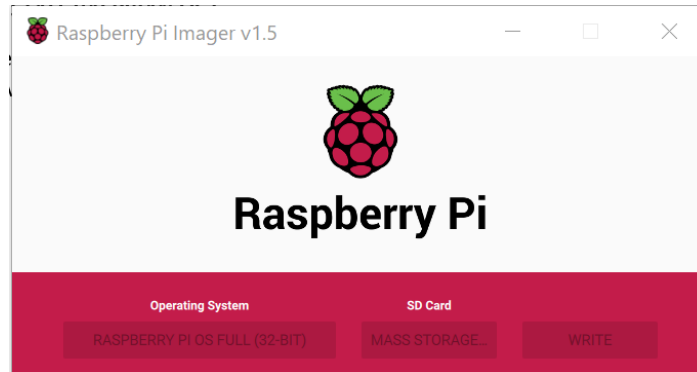 Raspberry Pi Imager v1.5
Raspberry Pi
Operating System
SD Card
RASPBERRY PI OS FULL (32-BIT)
MASS STORAGE...
WRITE